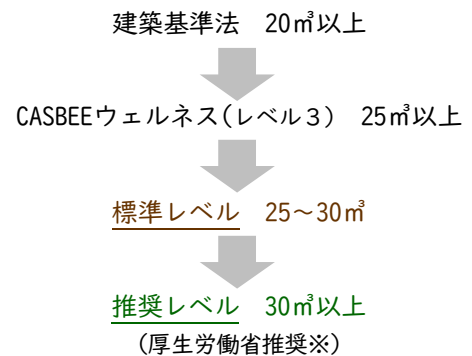 建築基準法　20㎥以上
CASBEEウェルネス(レベル３)　25㎥以上
標準レベル　25～30㎥
推奨レベル　30㎥以上
(厚生労働省推奨※)